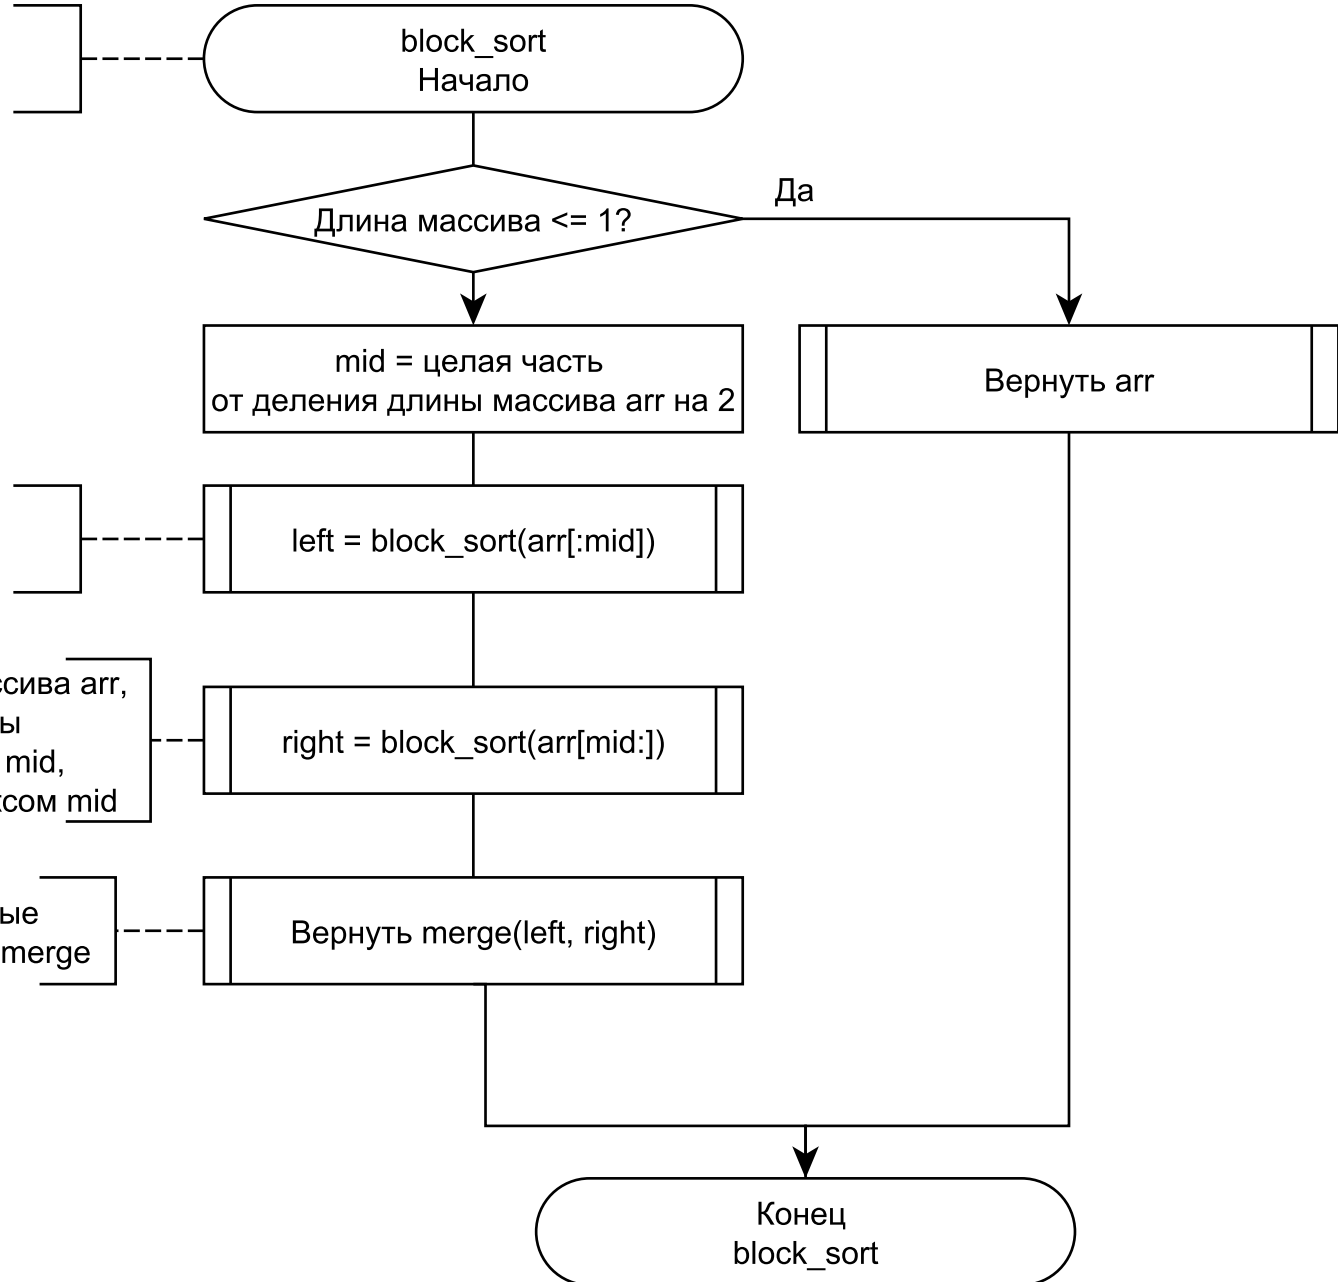 block_sort
Начало
Длина массива <= 1?
Да
mid = целая часть
от деления длины массива arr на 2
Вернуть arr
left = block_sort(arr[:mid])
arr,
mid,
mid
right = block_sort(arr[mid:])
merge
Вернуть merge(left, right)
Конец
block_sort